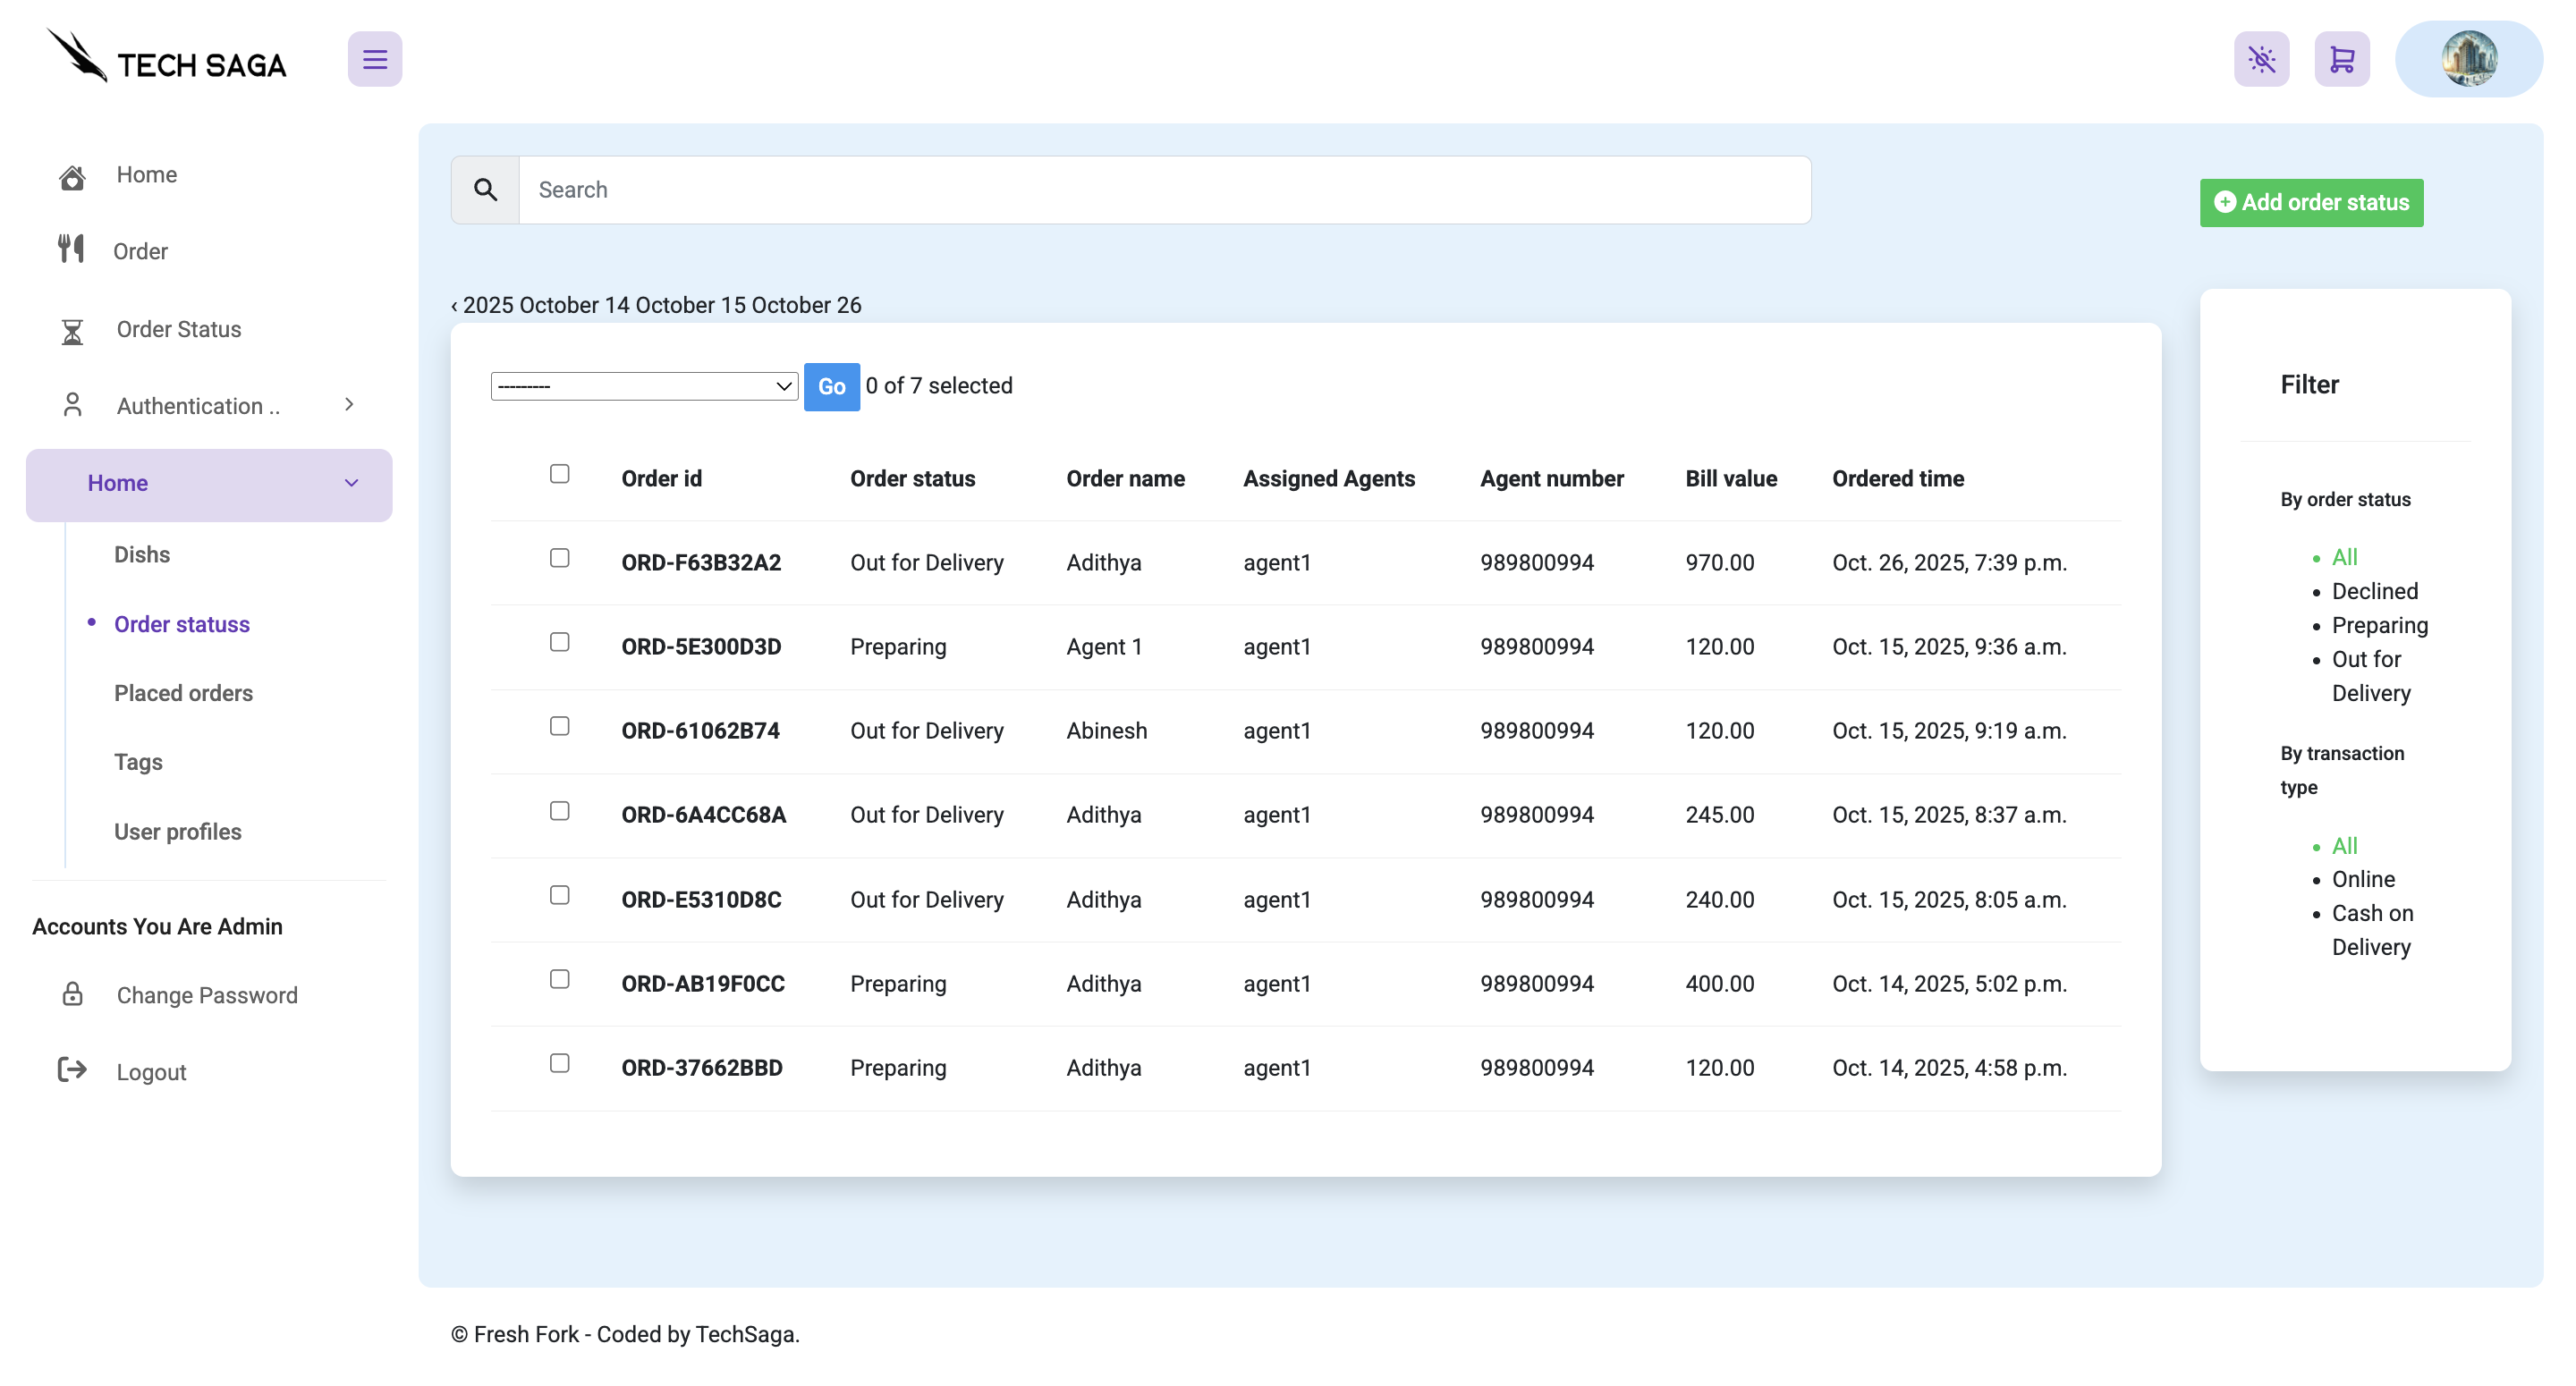 TECH SAGA
Home
Order
Order Status
Authentication ..
Home
Dishs
Order statuss
Placed orders
Tags
User profiles
Accounts You Are Admin
Change Password
Logout
Search
Add order status
‹ 2025 October 14 October 15 October 26
--------- Go 0 of 7 selected
Order id Order status Order name Assigned Agents Agent number Bill value Ordered time
ORD-F63B32A2 Out for Delivery Adithya agent1 989800994 970.00 Oct. 26, 2025, 7:39 p.m.
ORD-5E300D3D Preparing Agent 1 agent1 989800994 120.00 Oct. 15, 2025, 9:36 a.m.
ORD-61062B74 Out for Delivery Abinesh agent1 989800994 120.00 Oct. 15, 2025, 9:19 a.m.
ORD-6A4CC68A Out for Delivery Adithya agent1 989800994 245.00 Oct. 15, 2025, 8:37 a.m.
ORD-E5310D8C Out for Delivery Adithya agent1 989800994 240.00 Oct. 15, 2025, 8:05 a.m.
ORD-AB19F0CC Preparing Adithya agent1 989800994 400.00 Oct. 14, 2025, 5:02 p.m.
ORD-37662BBD Preparing Adithya agent1 989800994 120.00 Oct. 14, 2025, 4:58 p.m.
Filter
By order status
All
Declined
Preparing
Out for
Delivery
By transaction
type
All
Online
Cash on
Delivery
© Fresh Fork - Coded by TechSaga.